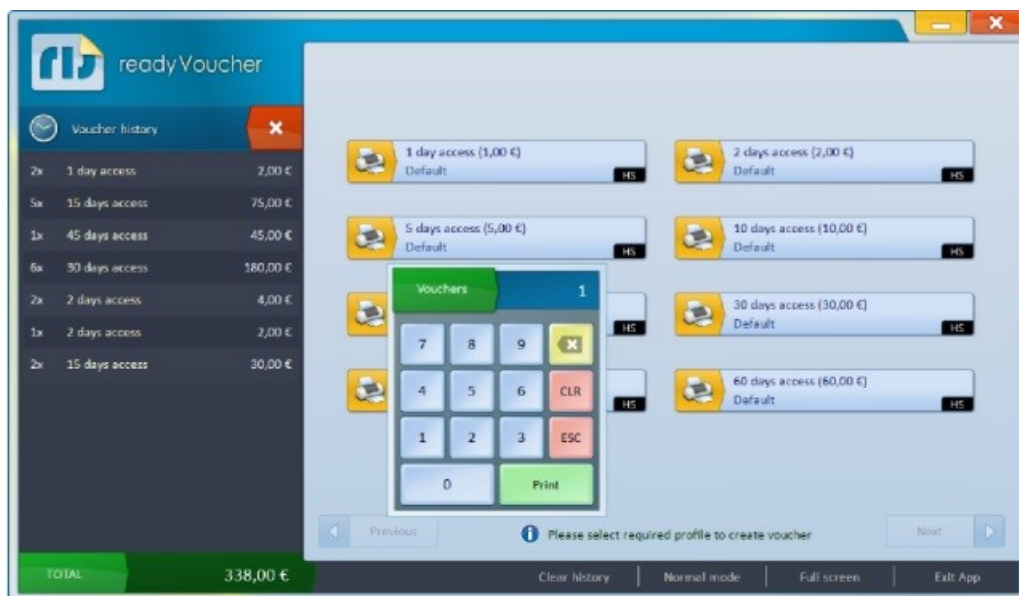 readyVoucher
Voucher history
2x 1 day access 2,00 €
5x 15 days access 75,00 €
1x 45 days access 45,00 €
6x 30 days access 180,00 €
2x 2 days access 4,00 €
1x 2 days access 2,00 €
2x 15 days access 30,00 €
TOTAL 338,00 €
1 day access (1,00 €)
Default
HS
2 days access (2,00 €)
Default
HS
5 days access (5,00 €)
Default
HS
10 days access (10,00 €)
Default
HS
HS
30 days access (30,00 €)
Default
HS
HS
60 days access (60,00 €)
Default
HS
Vouchers 1
7 8 9
4 5 6 CLR
1 2 3 ESC
0 Print
Previous
Please select required profile to create voucher
Next
Clear history
Normal mode
Full screen
Exit App